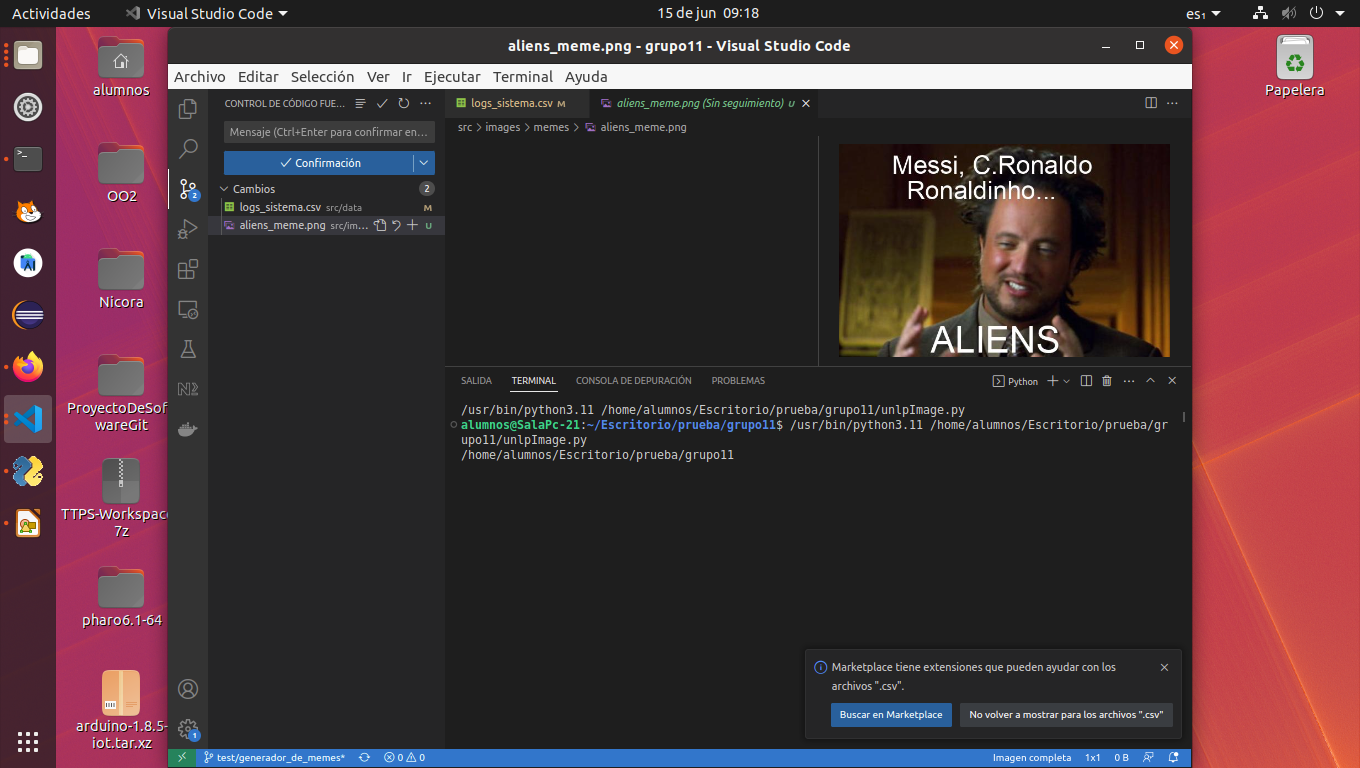 Actividades
Visual Studio Code
15 de jun 09:18
es₁
alumnos
OO2
Nicora
ProyectoDeSof
wareGit
TTPS-Workspace
7z
pharo6.1-64
arduino-1.8.5-
iot.tar.xz
Papelera
aliens_meme.png - grupo11 - Visual Studio Code
Archivo Editar Selección Ver Ir Ejecutar Terminal Ayuda
CONTROL DE CÓDIGO FUE...
Mensaje (Ctrl+Enter para confirmar en...
Confirmación
Cambios 2
logs_sistema.csv src/data M
aliens_meme.png src/im... U
2
1
logs_sistema.csv M
aliens_meme.png (Sin seguimiento) U
src > images > memes > aliens_meme.png
Messi, C.Ronaldo
Ronaldinho...
ALIENS
SALIDA TERMINAL CONSOLA DE DEPURACIÓN PROBLEMAS
Python
/usr/bin/python3.11 /home/alumnos/Escritorio/prueba/grupo11/unlpImage.py
alumnos@SalaPc-21:~/Escritorio/prueba/grupo11$ /usr/bin/python3.11 /home/alumnos/Escritorio/prueba/gr
upo11/unlpImage.py
/home/alumnos/Escritorio/prueba/grupo11
Marketplace tiene extensiones que pueden ayudar con los
archivos ".csv".
Buscar en Marketplace
No volver a mostrar para los archivos ".csv"
test/generador_de_memes*
0 0
Imagen completa 1x1 0 B